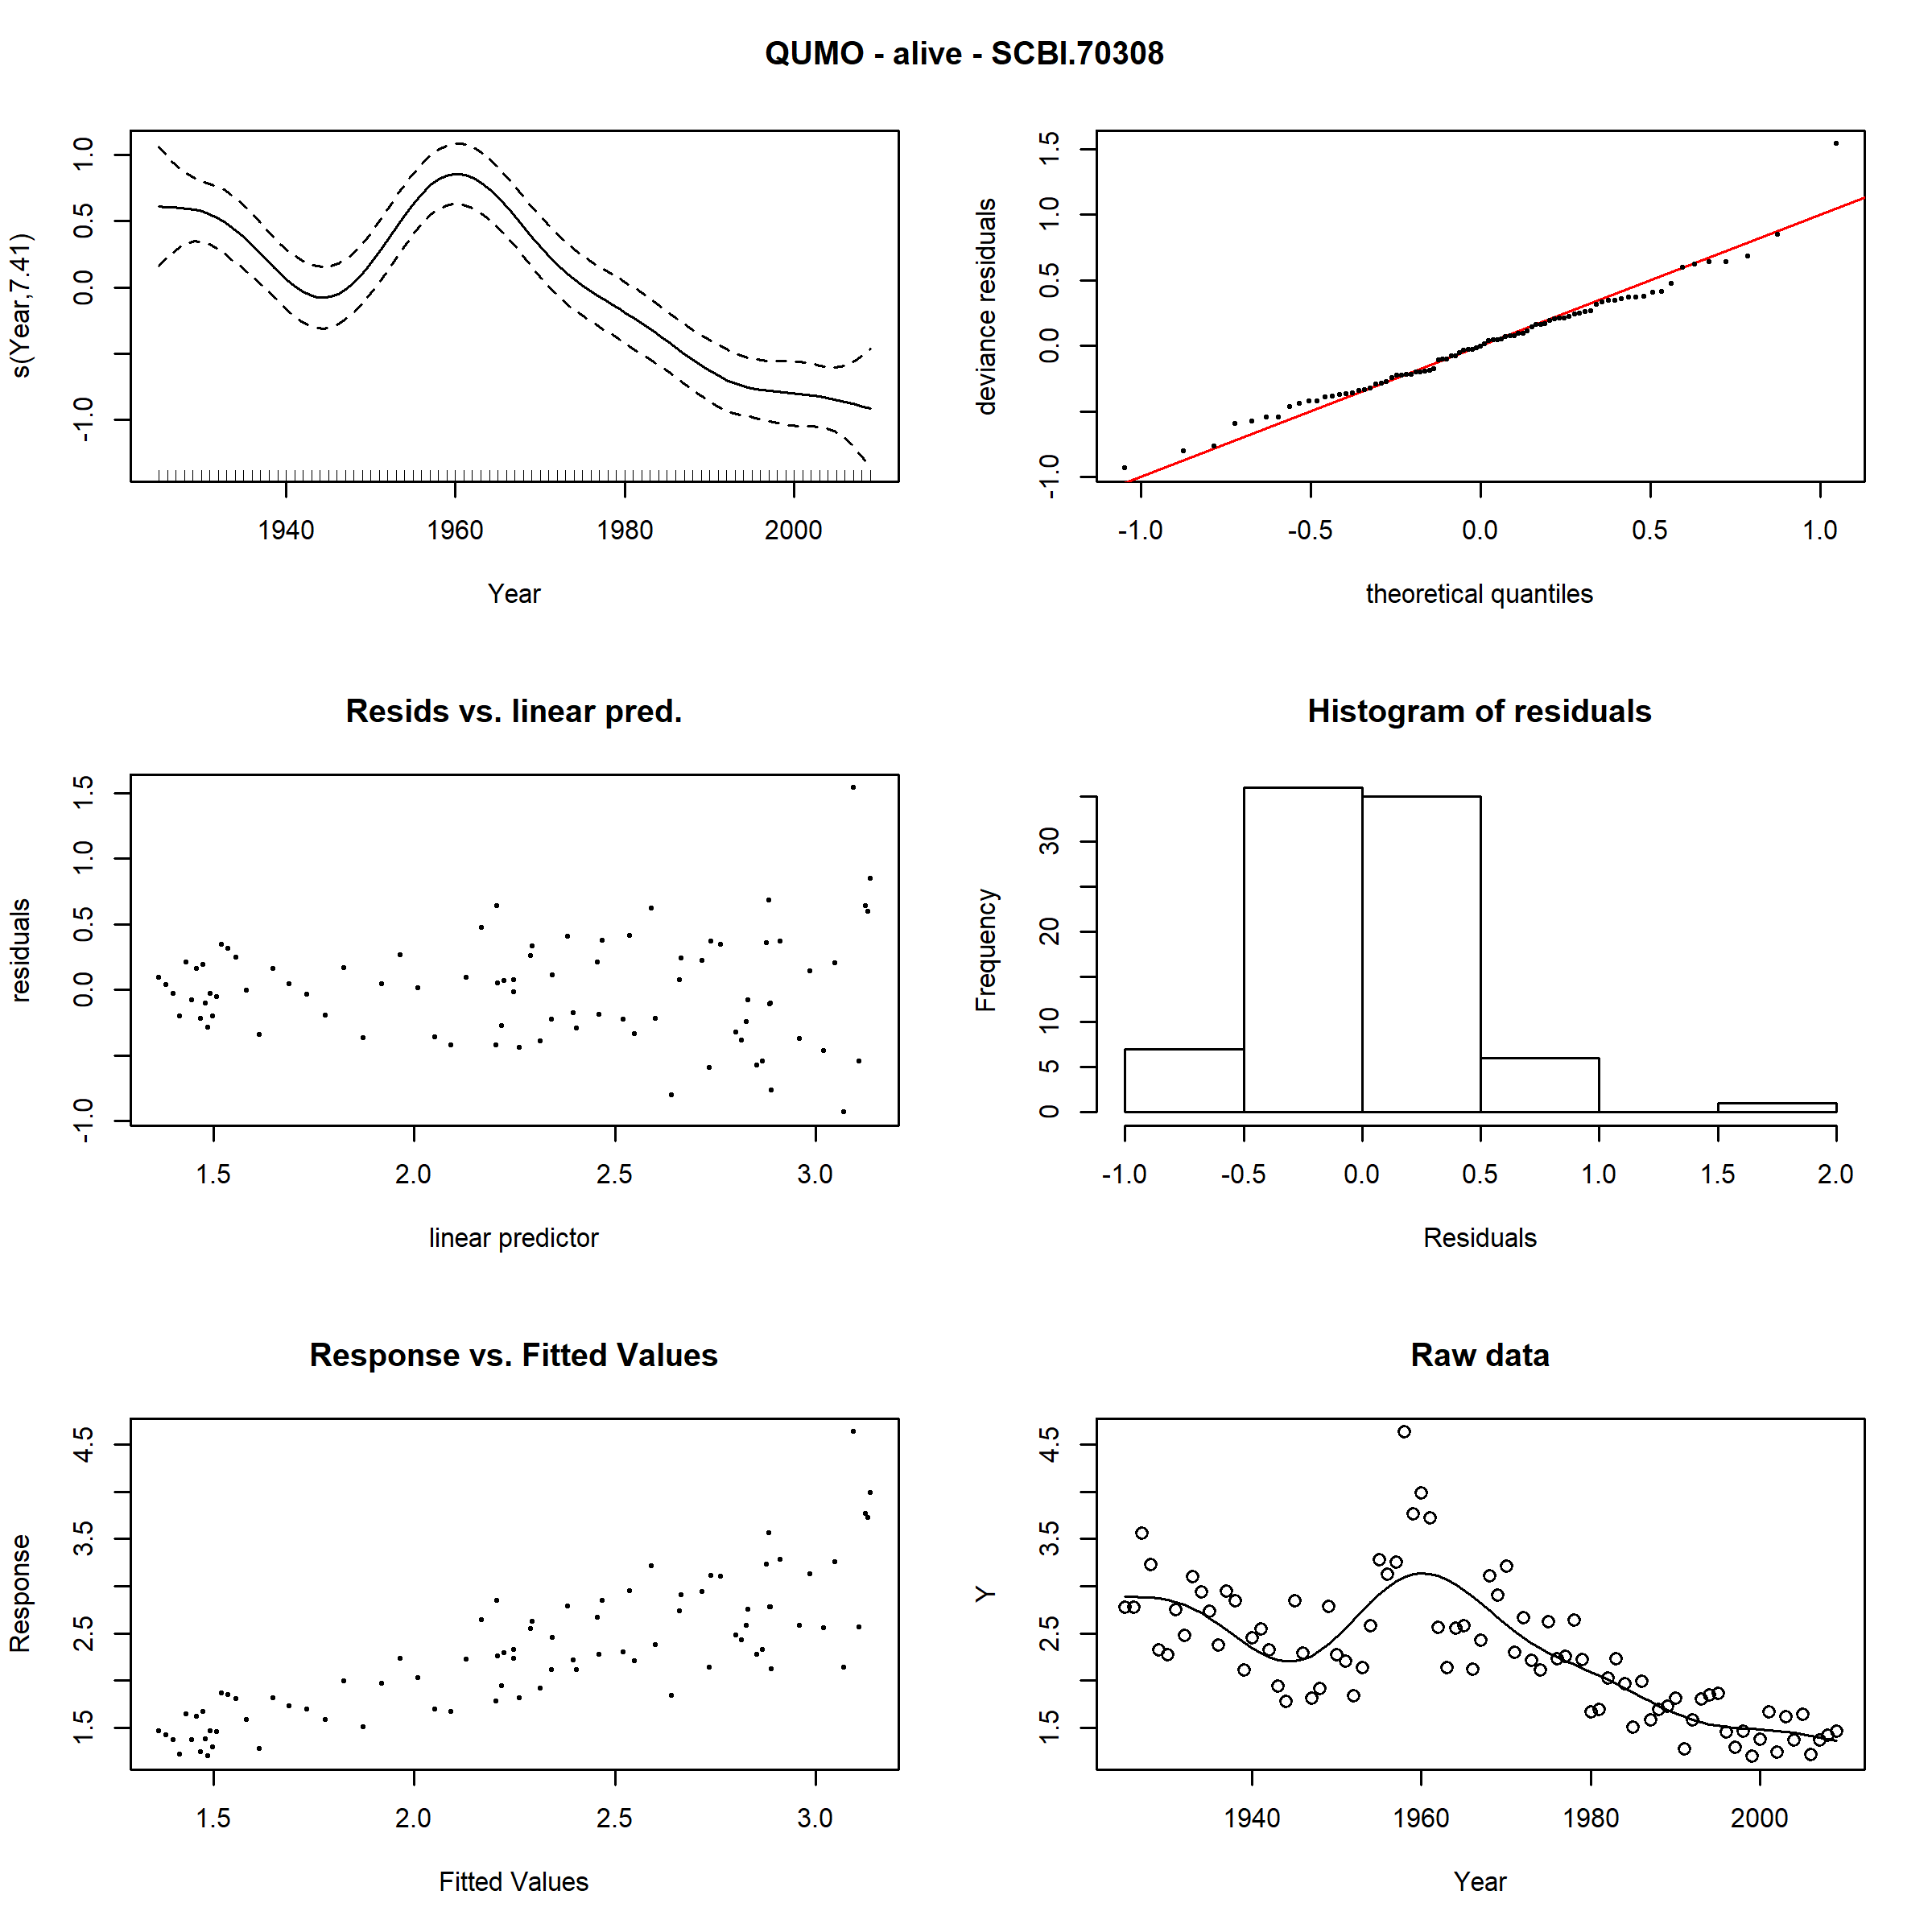 QUMO - alive - SCBI.70308
s(Year,7.41)
1.0
0.5
0.0
-1.0
1940 1960 1980 2000
Year
deviance residuals
1.5
1.0
0.5
0.0
-1.0
-1.0 -0.5 0.0 0.5 1.0
theoretical quantiles
Resids vs. linear pred.
residuals
1.5
1.0
0.5
0.0
-1.0
1.5 2.0 2.5 3.0
linear predictor
Histogram of residuals
Frequency
30
20
10
5
0
-1.0 -0.5 0.0 0.5 1.0 1.5 2.0
Residuals
Response vs. Fitted Values
Response
4.5
3.5
2.5
1.5
1.5 2.0 2.5 3.0
Fitted Values
Raw data
Y
4.5
3.5
2.5
1.5
1940 1960 1980 2000
Year